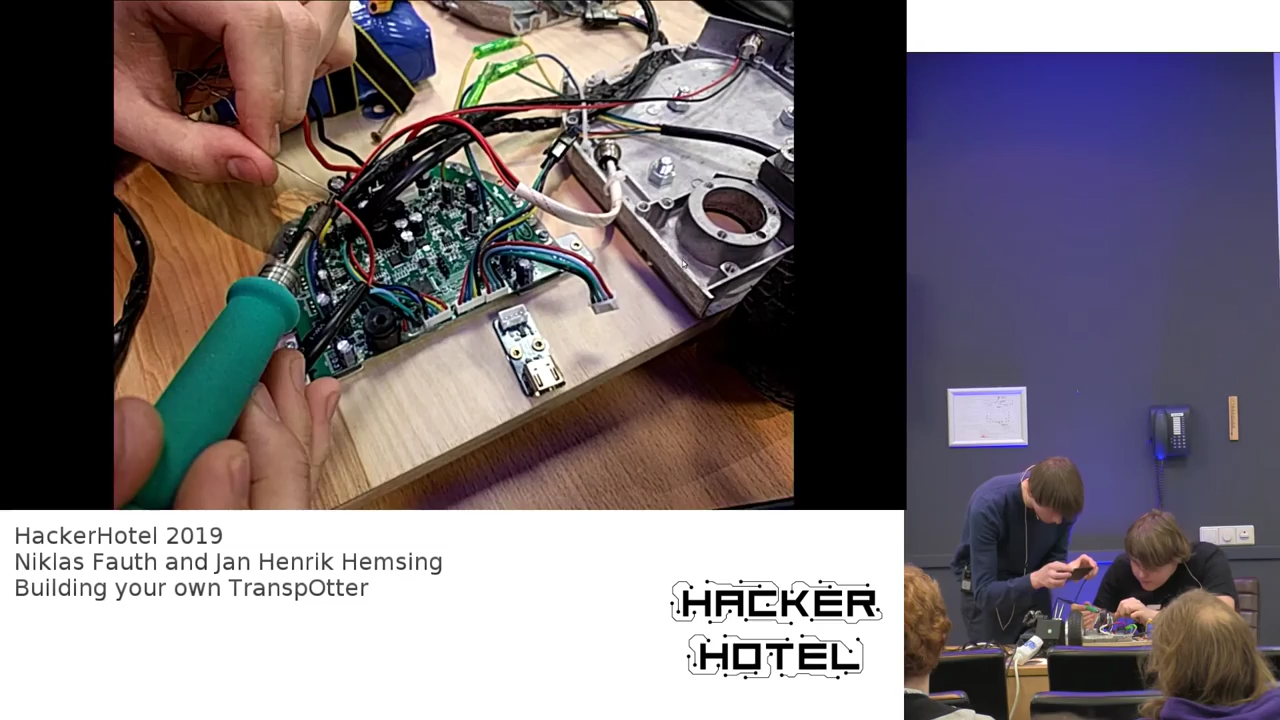 HackerHotel 2019
Niklas Fauth and Jan Henrik Hemsing
Building your own TranspOtter
HACKER
HOTEL